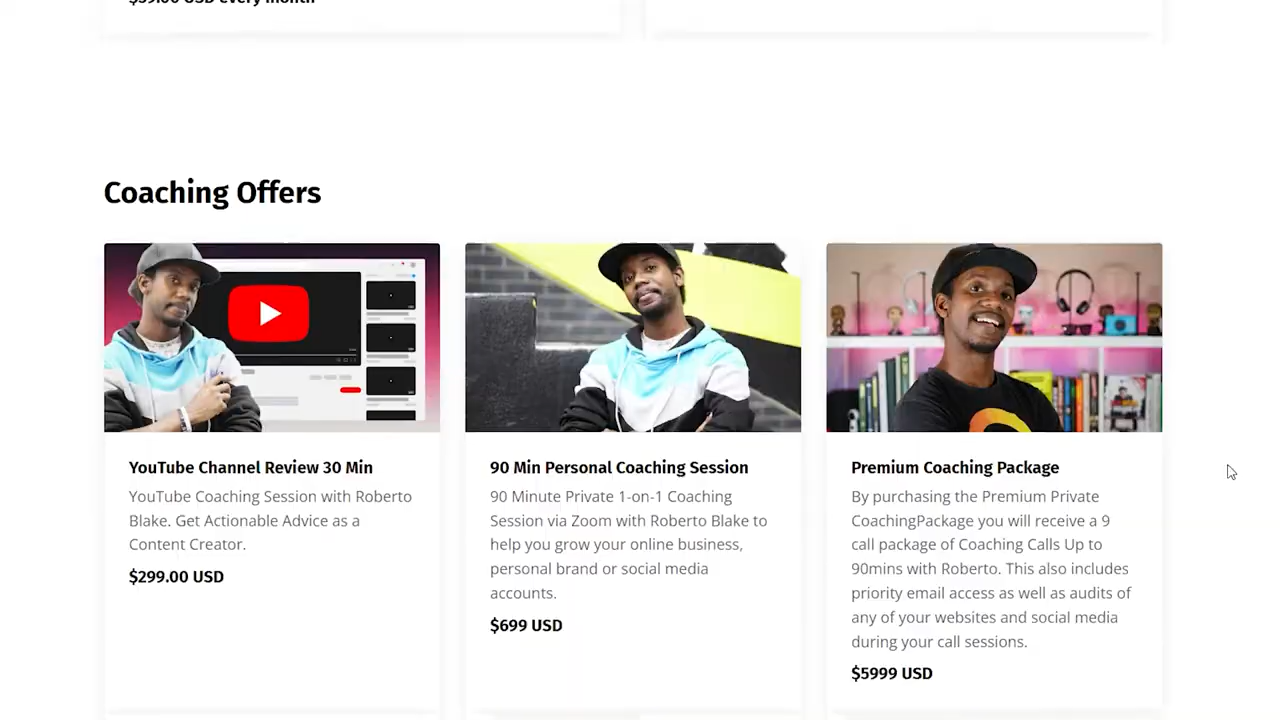 $59.00 USD every month
Coaching Offers
YouTube Channel Review 30 Min
YouTube Coaching Session with Roberto
Blake. Get Actionable Advice as a
Content Creator.
$299.00 USD
90 Min Personal Coaching Session
90 Minute Private 1-on-1 Coaching
Session via Zoom with Roberto Blake to
help you grow your online business,
personal brand or social media
accounts.
$699 USD
Premium Coaching Package
By purchasing the Premium Private
CoachingPackage you will receive a 9
call package of Coaching Calls Up to
90mins with Roberto. This also includes
priority email access as well as audits of
any of your websites and social media
during your call sessions.
$5999 USD